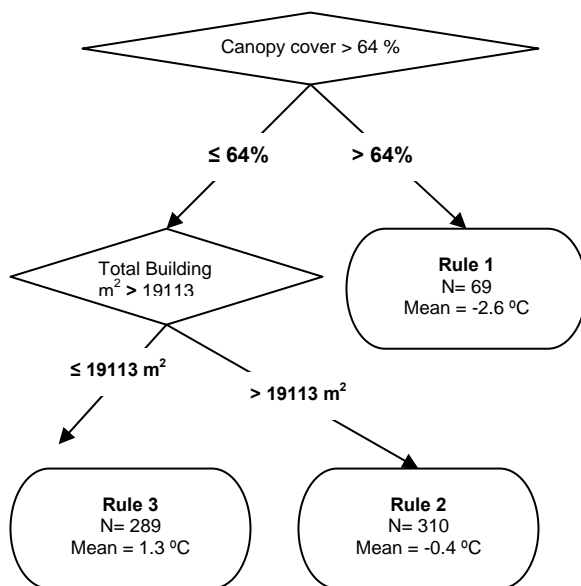 Canopy cover > 64 %
≤ 64%
> 64%
Total Building
m² > 19113
Rule 1
N= 69
Mean = -2.6 ºC
≤ 19113 m²
> 19113 m²
Rule 3
N= 289
Mean = 1.3 ºC
Rule 2
N= 310
Mean = -0.4 ºC